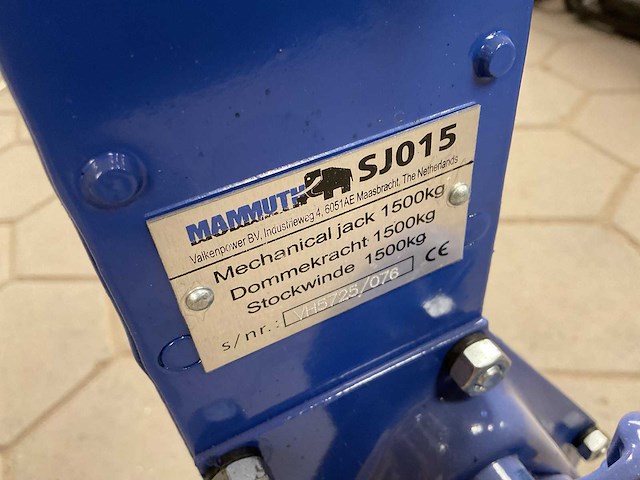 MAMMUTH SJ015
Valkenpower BV, Industrieweg 4, 6051AE Maasbracht, The Netherlands
Mechanical jack 1500kg
Dommekracht 1500kg
Stockwinde 1500kg
s/nr.: VH5725/076 CE